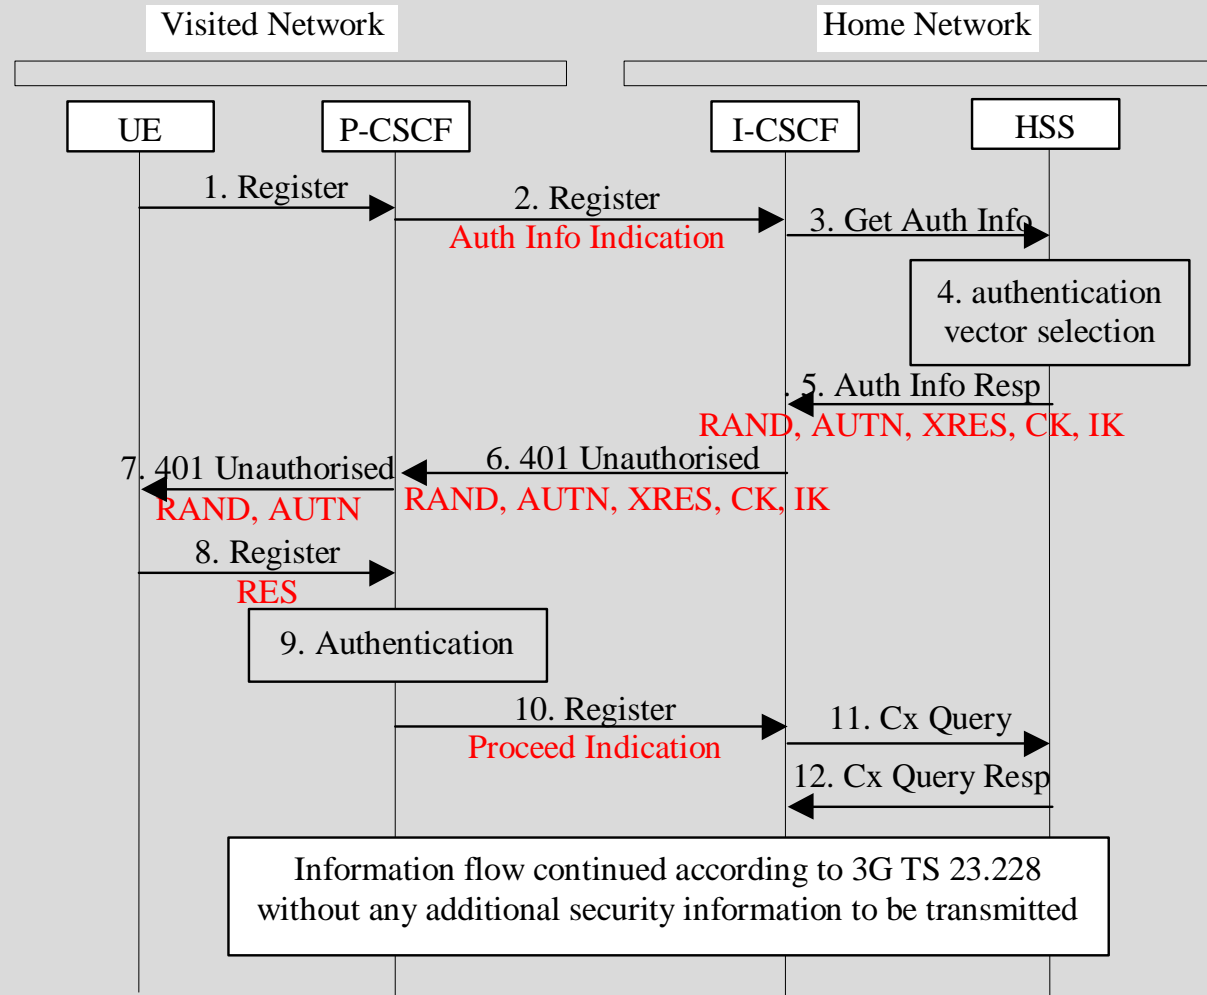 Visited Network
Home Network
UE
P-CSCF
I-CSCF
HSS
1. Register
2. Register
Auth Info Indication
3. Get Auth Info
4. authentication
vector selection
. 5. Auth Info Resp
RAND, AUTN, XRES, CK, IK
6. 401 Unauthorised
RAND, AUTN, XRES, CK, IK
7. 401 Unauthorised
RAND, AUTN
8. Register
RES
9. Authentication
10. Register
Proceed Indication
11. Cx Query
12. Cx Query Resp
Information flow continued according to 3G TS 23.228
without any additional security information to be transmitted